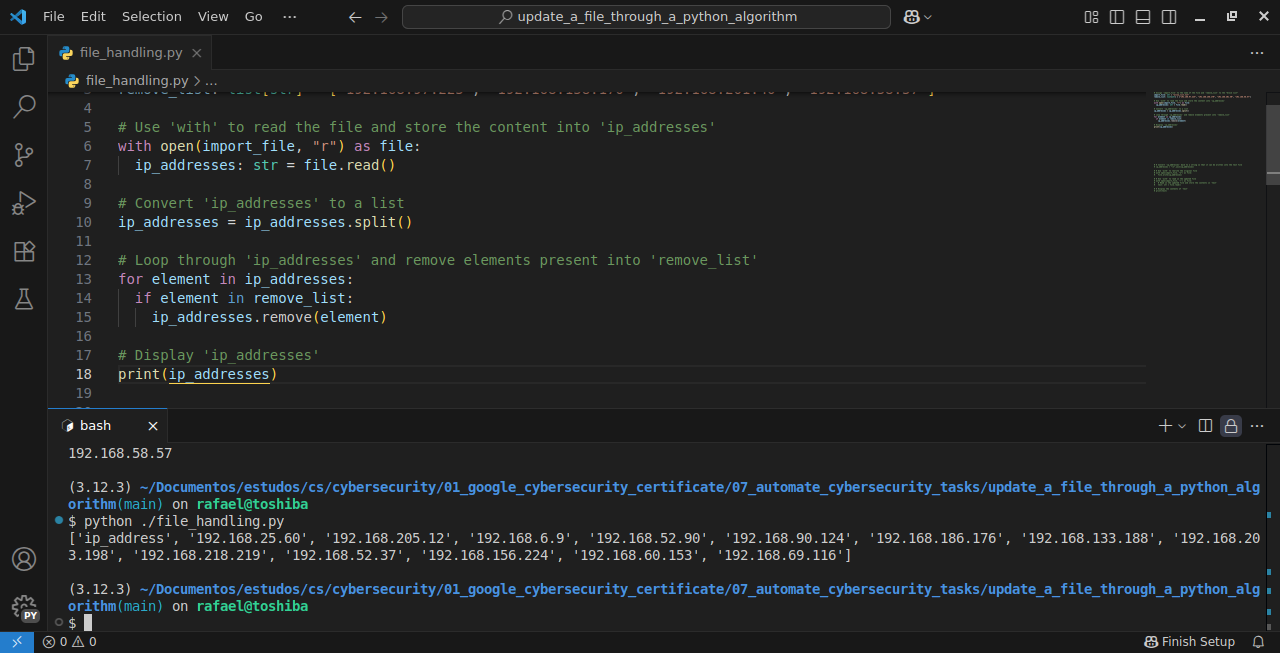 File Edit Selection View Go ··· update_a_file_through_a_python_algorithm
file_handling.py
file_handling.py > ...
4
5 # Use 'with' to read the file and store the content into 'ip_addresses'
6 with open(import_file, "r") as file:
7 ip_addresses: str = file.read()
8
9 # Convert 'ip_addresses' to a list
10 ip_addresses = ip_addresses.split()
11
12 # Loop through 'ip_addresses' and remove elements present into 'remove_list'
13 for element in ip_addresses:
14 if element in remove_list:
15 ip_addresses.remove(element)
16
17 # Display 'ip_addresses'
18 print(ip_addresses)
19
bash
192.168.58.57
(3.12.3) ~/Documentos/estudos/cs/cybersecurity/01_google_cybersecurity_certificate/07_automate_cybersecurity_tasks/update_a_file_through_a_python_alg
orithm(main) on rafael@toshiba
$ python ./file_handling.py
['ip_address', '192.168.25.60', '192.168.205.12', '192.168.6.9', '192.168.52.90', '192.168.90.124', '192.168.186.176', '192.168.133.188', '192.168.20
3.198', '192.168.218.219', '192.168.52.37', '192.168.156.224', '192.168.60.153', '192.168.69.116']
(3.12.3) ~/Documentos/estudos/cs/cybersecurity/01_google_cybersecurity_certificate/07_automate_cybersecurity_tasks/update_a_file_through_a_python_alg
orithm(main) on rafael@toshiba
$
PY
0 0 Finish Setup